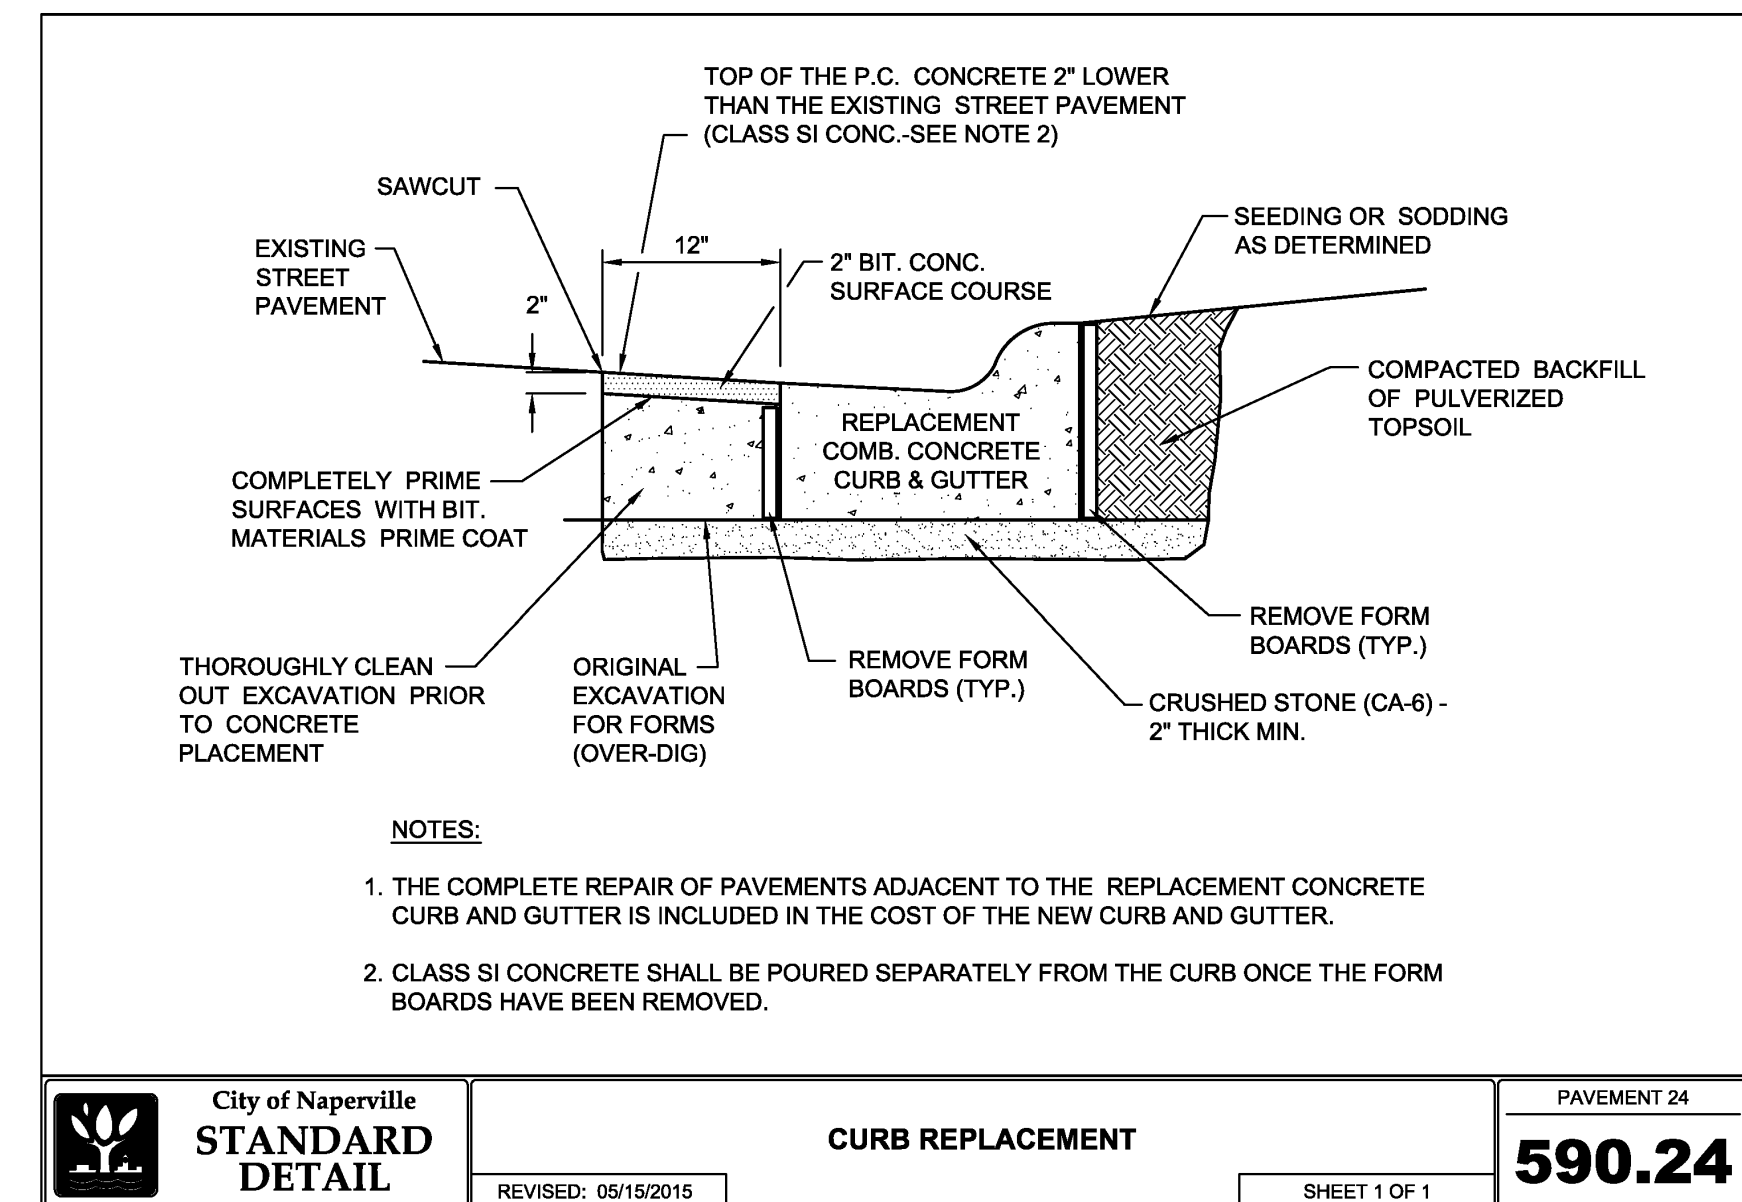 TOP OF THE P.C. CONCRETE 2" LOWER
THAN THE EXISTING STREET PAVEMENT
(CLASS SI CONC.-SEE NOTE 2)
SAWCUT
EXISTING
STREET
PAVEMENT
2"
12"
2" BIT. CONC.
SURFACE COURSE
SEEDING OR SODDING
AS DETERMINED
COMPACTED BACKFILL
OF PULVERIZED
TOPSOIL
REPLACEMENT
COMB. CONCRETE
CURB & GUTTER
COMPLETELY PRIME
SURFACES WITH BIT.
MATERIALS PRIME COAT
THOROUGHLY CLEAN
OUT EXCAVATION PRIOR
TO CONCRETE
PLACEMENT
ORIGINAL
EXCAVATION
FOR FORMS
(OVER-DIG)
REMOVE FORM
BOARDS (TYP.)
REMOVE FORM
BOARDS (TYP.)
CRUSHED STONE (CA-6) -
2" THICK MIN.
NOTES:
1. THE COMPLETE REPAIR OF PAVEMENTS ADJACENT TO THE REPLACEMENT CONCRETE
CURB AND GUTTER IS INCLUDED IN THE COST OF THE NEW CURB AND GUTTER.
2. CLASS SI CONCRETE SHALL BE POURED SEPARATELY FROM THE CURB ONCE THE FORM
BOARDS HAVE BEEN REMOVED.
City of Naperville
STANDARD
DETAIL
CURB REPLACEMENT
REVISED: 05/15/2015
SHEET 1 OF 1
PAVEMENT 24
590.24